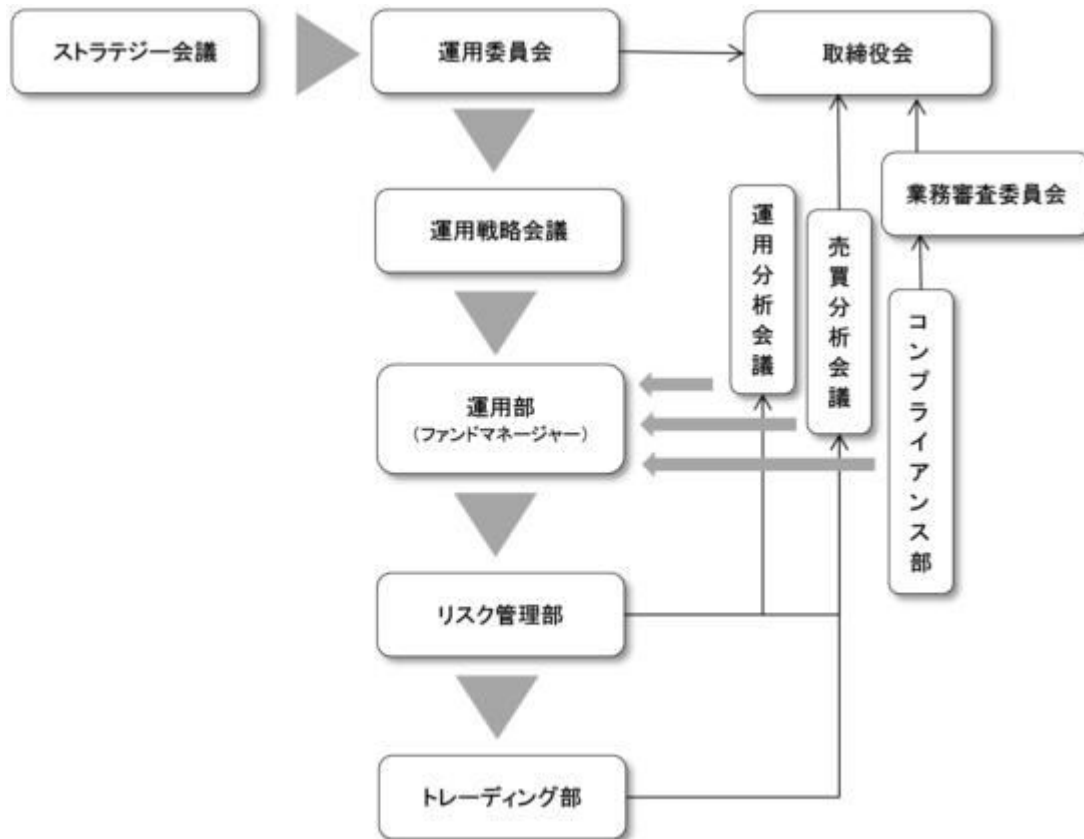 ストラテジー会議
運用委員会
取締役会
業務審査委員会
運用戦略会議
運用分析会議
売買分析会議
コンプライアンス部
運用部
(ファンドマネージャー)
リスク管理部
トレーディング部